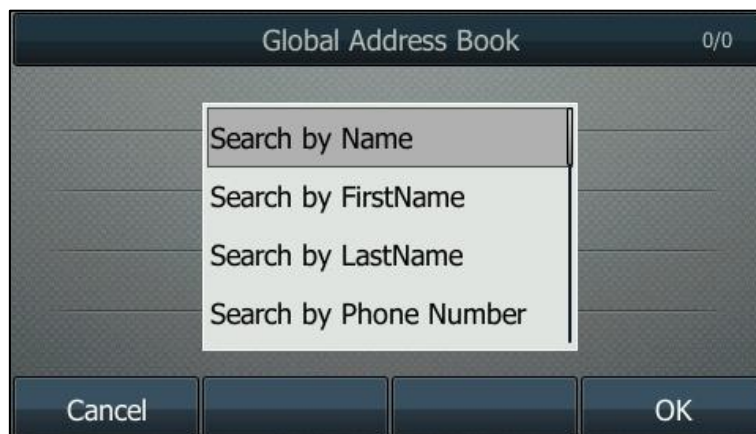 Global Address Book 0/0
Search by Name
Search by FirstName
Search by LastName
Search by Phone Number
Cancel OK